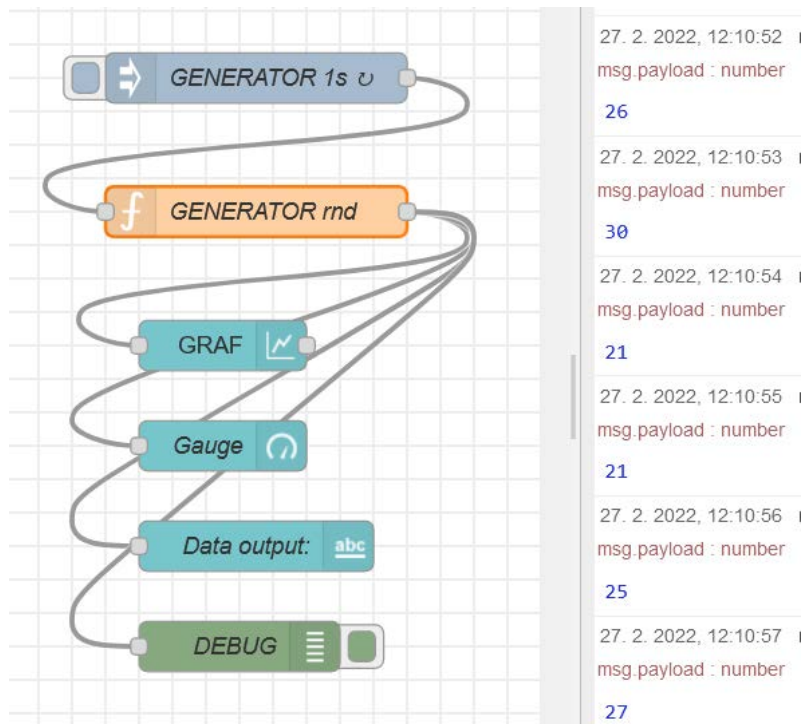 GENERATOR 1s ↻
GENERATOR rnd
GRAF
Gauge
Data output:
abc
DEBUG
27. 2. 2022, 12:10:52
msg.payload : number
26
27. 2. 2022, 12:10:53
msg.payload : number
30
27. 2. 2022, 12:10:54
msg.payload : number
21
27. 2. 2022, 12:10:55
msg.payload : number
21
27. 2. 2022, 12:10:56
msg.payload : number
25
27. 2. 2022, 12:10:57
msg.payload : number
27